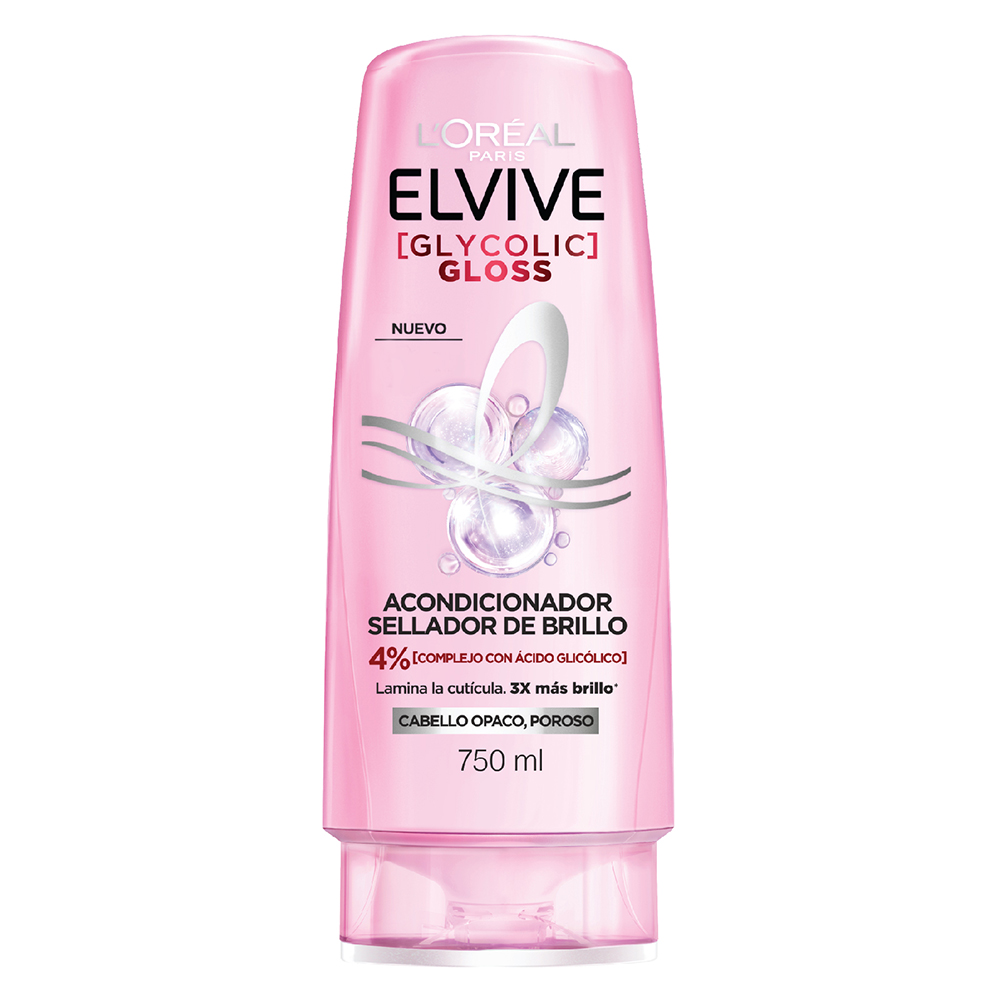 L'ORÉAL
PARIS
ELVIVE
[GLYCOLIC]
GLOSS
NUEVO
ACONDICIONADOR
SELLADOR DE BRILLO
4% [COMPLEJO CON ÁCIDO GLICÓLICO]
Lamina la cutícula. 3X más brillo*
CABELLO OPACO, POROSO
750 ml